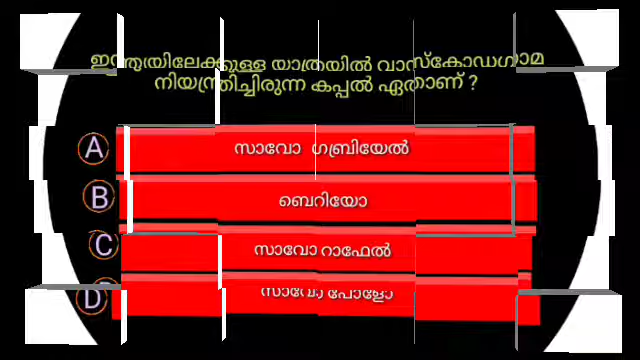 ഇന്ത്യയിലേക്കുള്ള യാത്രയിൽ വാസ്കോഡഗാമ
നിയന്ത്രിച്ചിരുന്ന കപ്പൽ ഏതാണ് ?
A സാവോ ഗബ്രിയേൽ
B ബെറിയോ
C സാവോ റാഫേൽ
D സാവോ പോളോ